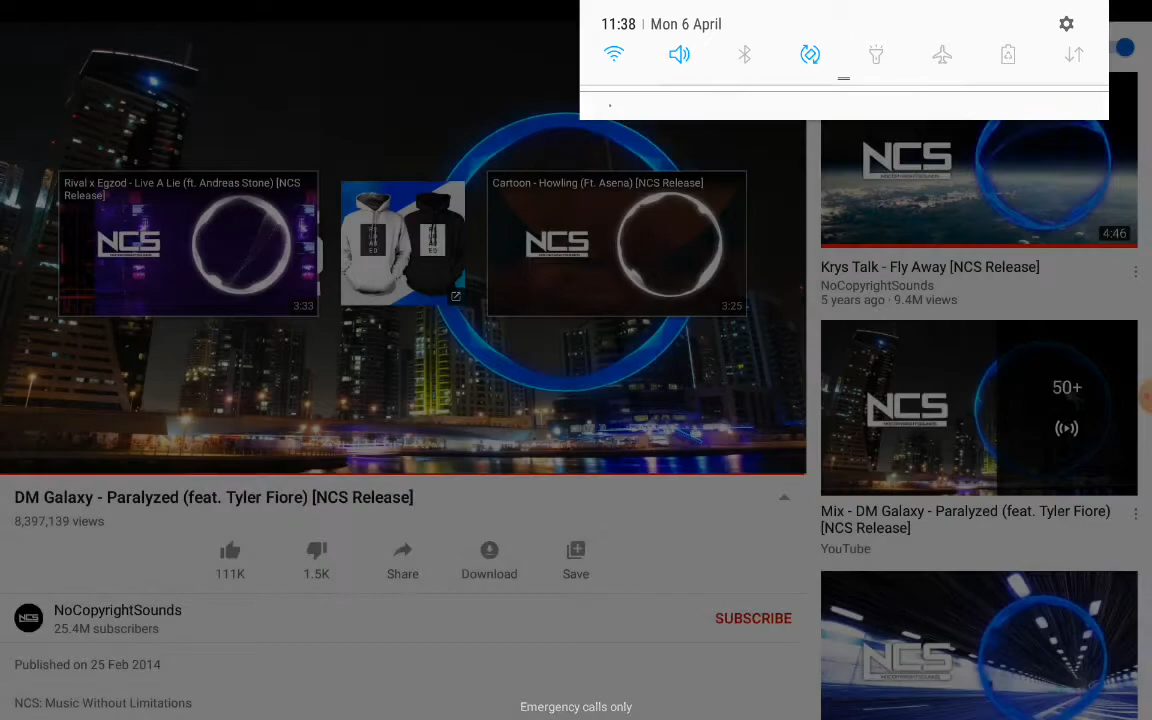 11:38 | Mon 6 April
Rival x Egzod - Live A Lie (ft. Andreas Stone) [NCS
Release]
NCS
3:33
Cartoon - Howling (Ft. Asena) [NCS Release]
NCS
3:25
DM Galaxy - Paralyzed (feat. Tyler Fiore) [NCS Release]
8,397,139 views
111K
1.5K
Share
Download
Save
NoCopyrightSounds
25.4M subscribers
SUBSCRIBE
Published on 25 Feb 2014
NCS: Music Without Limitations
NCS
4:46
Krys Talk - Fly Away [NCS Release]
NoCopyrightSounds
5 years ago · 9.4M views
NCS
50+
Mix - DM Galaxy - Paralyzed (feat. Tyler Fiore)
[NCS Release]
YouTube
NCS
Emergency calls only